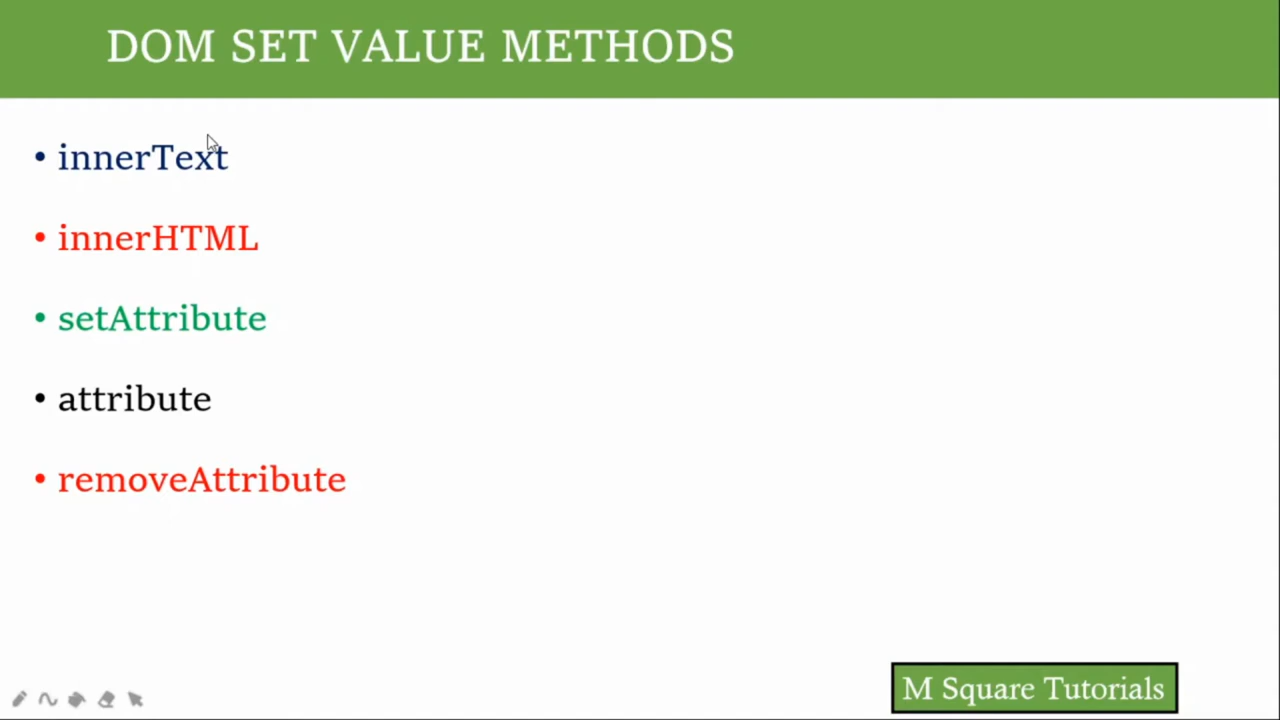 DOM SET VALUE METHODS
• innerText
• innerHTML
• setAttribute
• attribute
• removeAttribute
M Square Tutorials